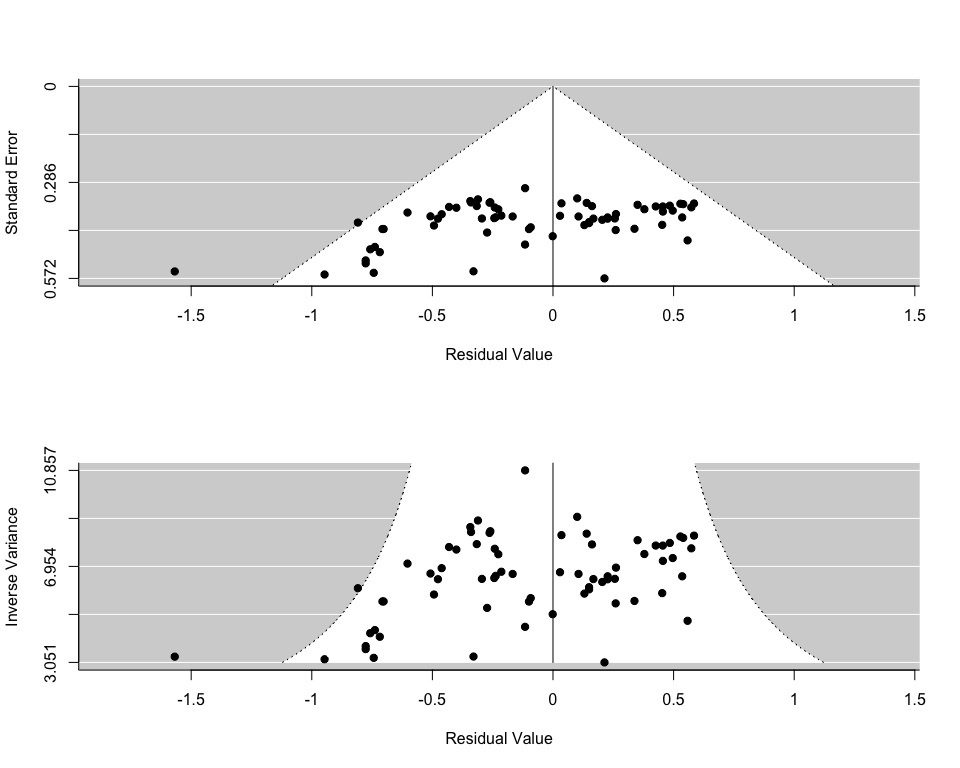 Standard Error
0
0.286
0.572
-1.5 -1 -0.5 0 0.5 1 1.5
Residual Value
Inverse Variance
10.857
6.954
3.051
-1.5 -1 -0.5 0 0.5 1 1.5
Residual Value